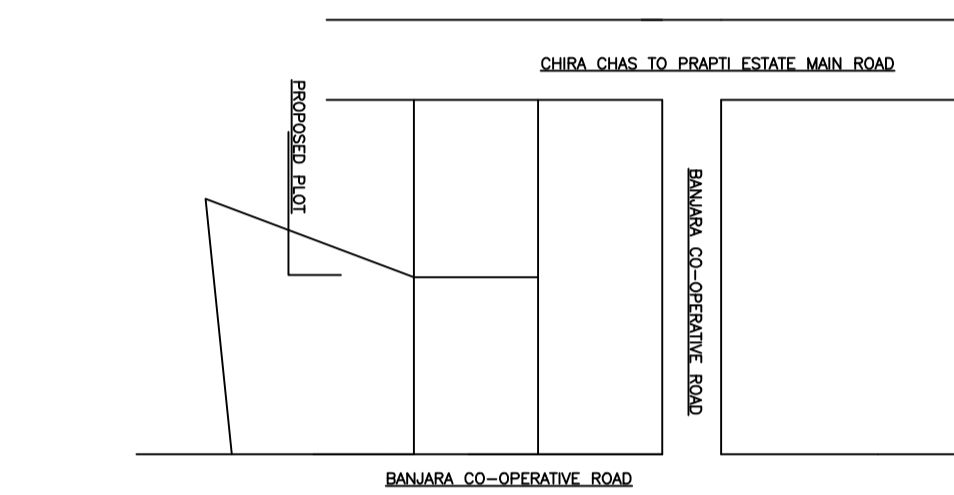 CHIRA CHAS TO PRAPTI ESTATE MAIN ROAD
PROPOSED PLOT
BANJARA CO-OPERATIVE ROAD
BANJARA CO-OPERATIVE ROAD